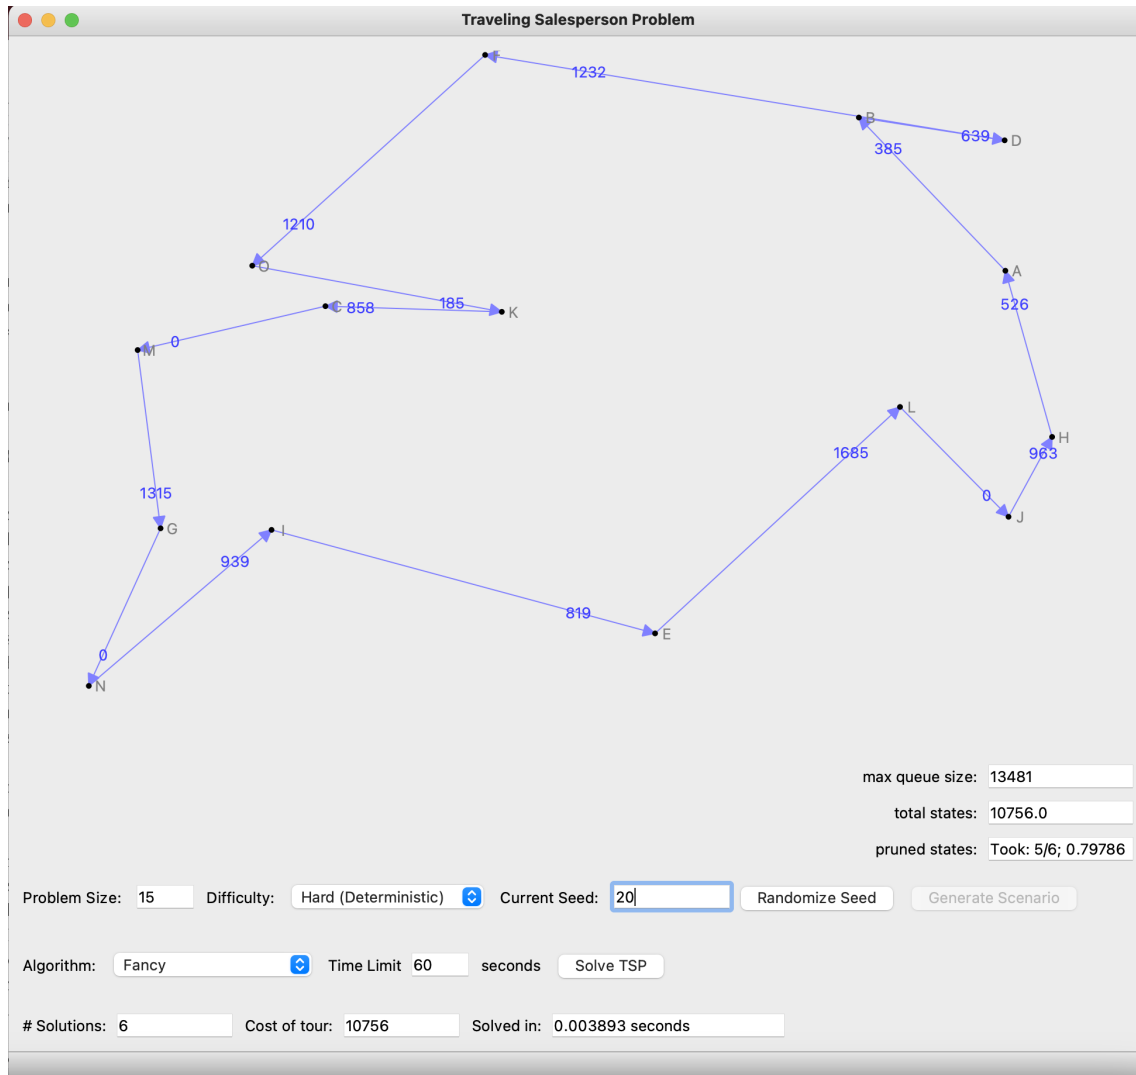 Traveling Salesperson Problem
F
1232
B
639 D
385
1210
O
A
C 858 185 K
526
0
M
L
H
1685 963
1315 0
G I J
939
819
E
0
N
max queue size: 13481
total states: 10756.0
pruned states: Took: 5/6; 0.79786
Problem Size: 15 Difficulty: Hard (Deterministic) Current Seed: 20 Randomize Seed Generate Scenario
Algorithm: Fancy Time Limit 60 seconds Solve TSP
# Solutions: 6 Cost of tour: 10756 Solved in: 0.003893 seconds